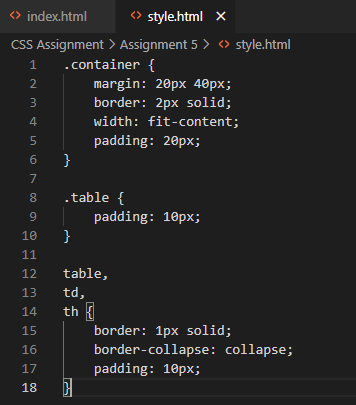 index.html style.html
CSS Assignment > Assignment 5 > style.html
1 .container {
2 margin: 20px 40px;
3 border: 2px solid;
4 width: fit-content;
5 padding: 20px;
6 }
7
8 .table {
9 padding: 10px;
10 }
11
12 table,
13 td,
14 th {
15 border: 1px solid;
16 border-collapse: collapse;
17 padding: 10px;
18 }